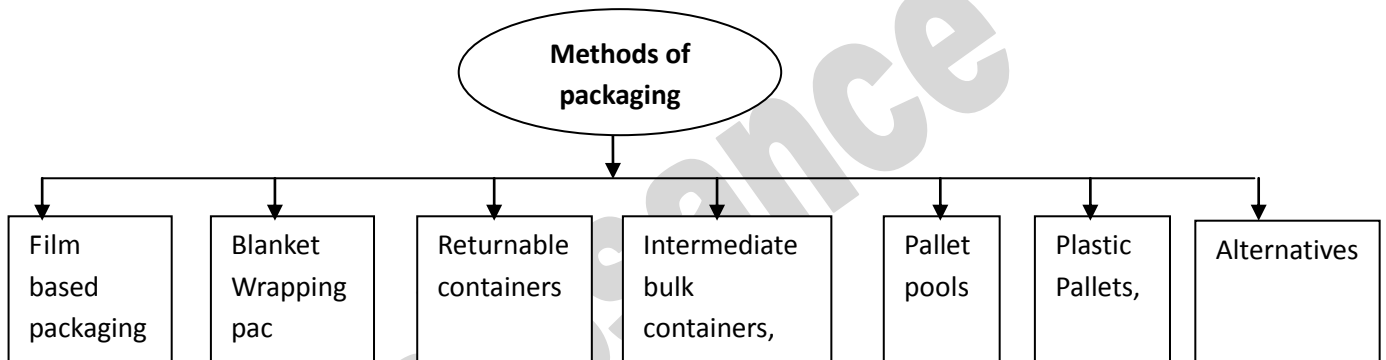 Methods of
packaging
Film
based
packaging
Blanket
Wrapping
pac
Returnable
containers
Intermediate
bulk
containers,
Pallet
pools
Plastic
Pallets,
Alternatives